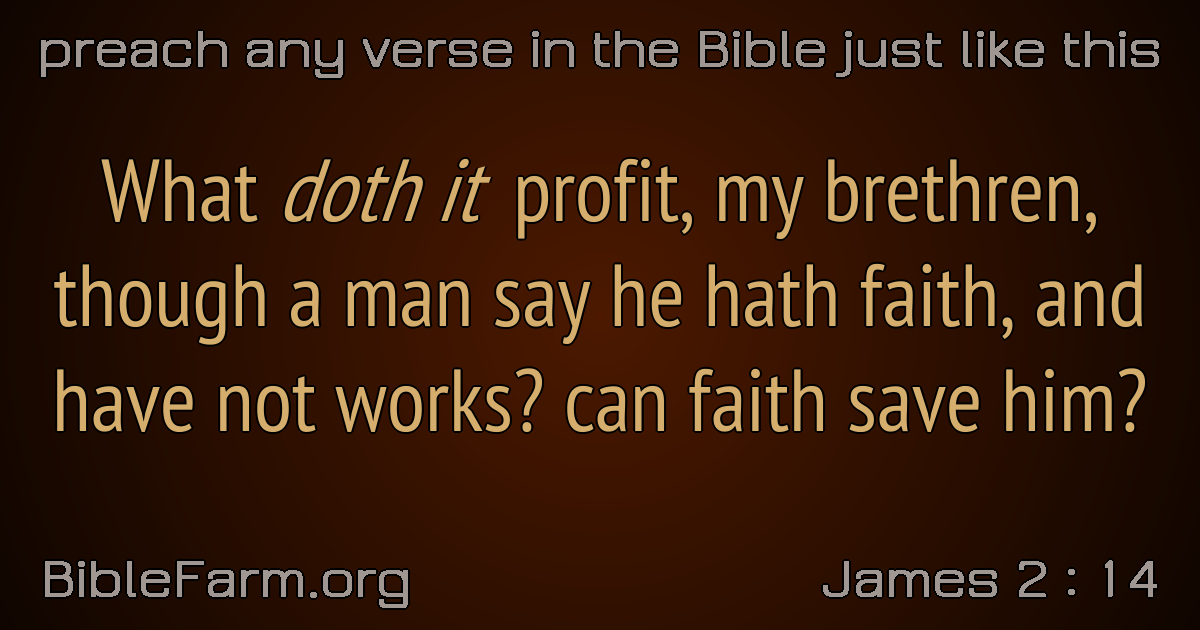 preach any verse in the Bible just like this
What doth it profit, my brethren,
though a man say he hath faith, and
have not works? can faith save him?
BibleFarm.org
James 2 : 14